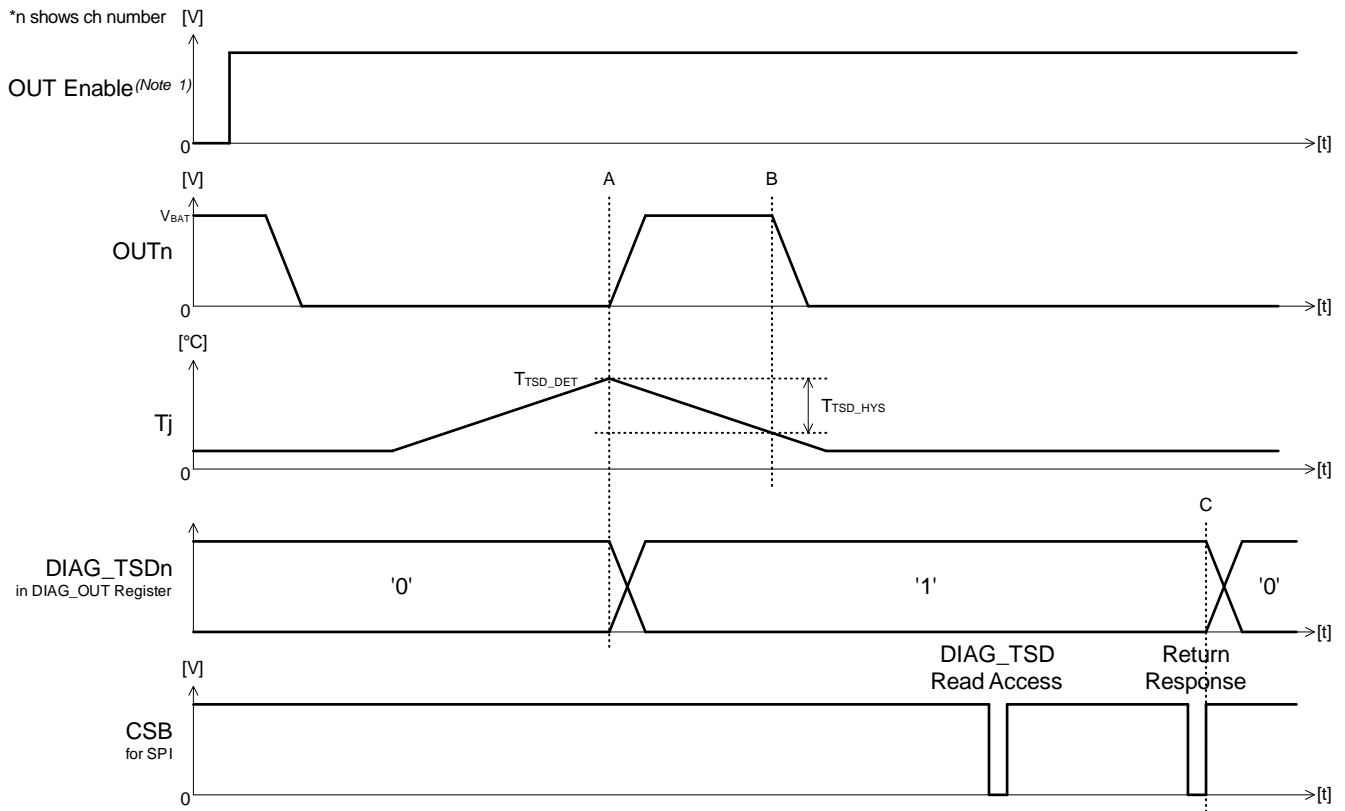 *n shows ch number [V]
OUT Enable(Note 1)
0
[t]
[V]
A
B
VBAT
OUTn
0
[t]
[°C]
TTSD_DET
TTSD_HYS
Tj
0
[t]
C
DIAG_TSDn
in DIAG_OUT Register
'0'
'1'
'0'
[t]
DIAG_TSD
Read Access
Return
Response
[V]
CSB
for SPI
0
[t]